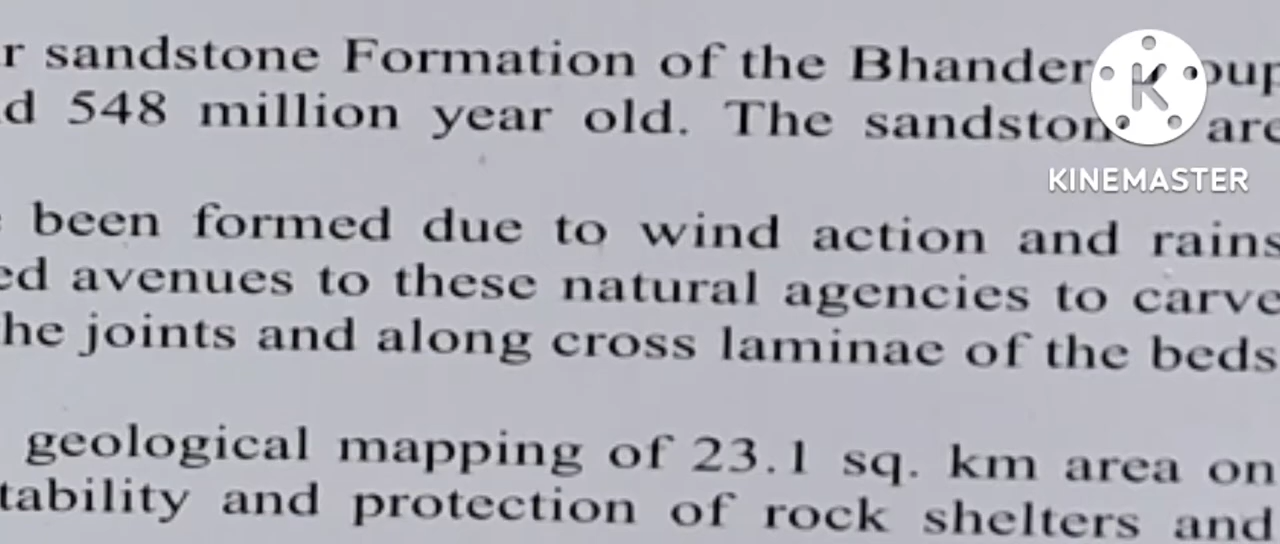 r sandstone Formation of the Bhander oup
d 548 million year old. The sandston are
been formed due to wind action and rains
ed avenues to these natural agencies to carve
he joints and along cross laminae of the beds
geological mapping of 23.1 sq. km area on
tability and protection of rock shelters and
K
KINEMASTER